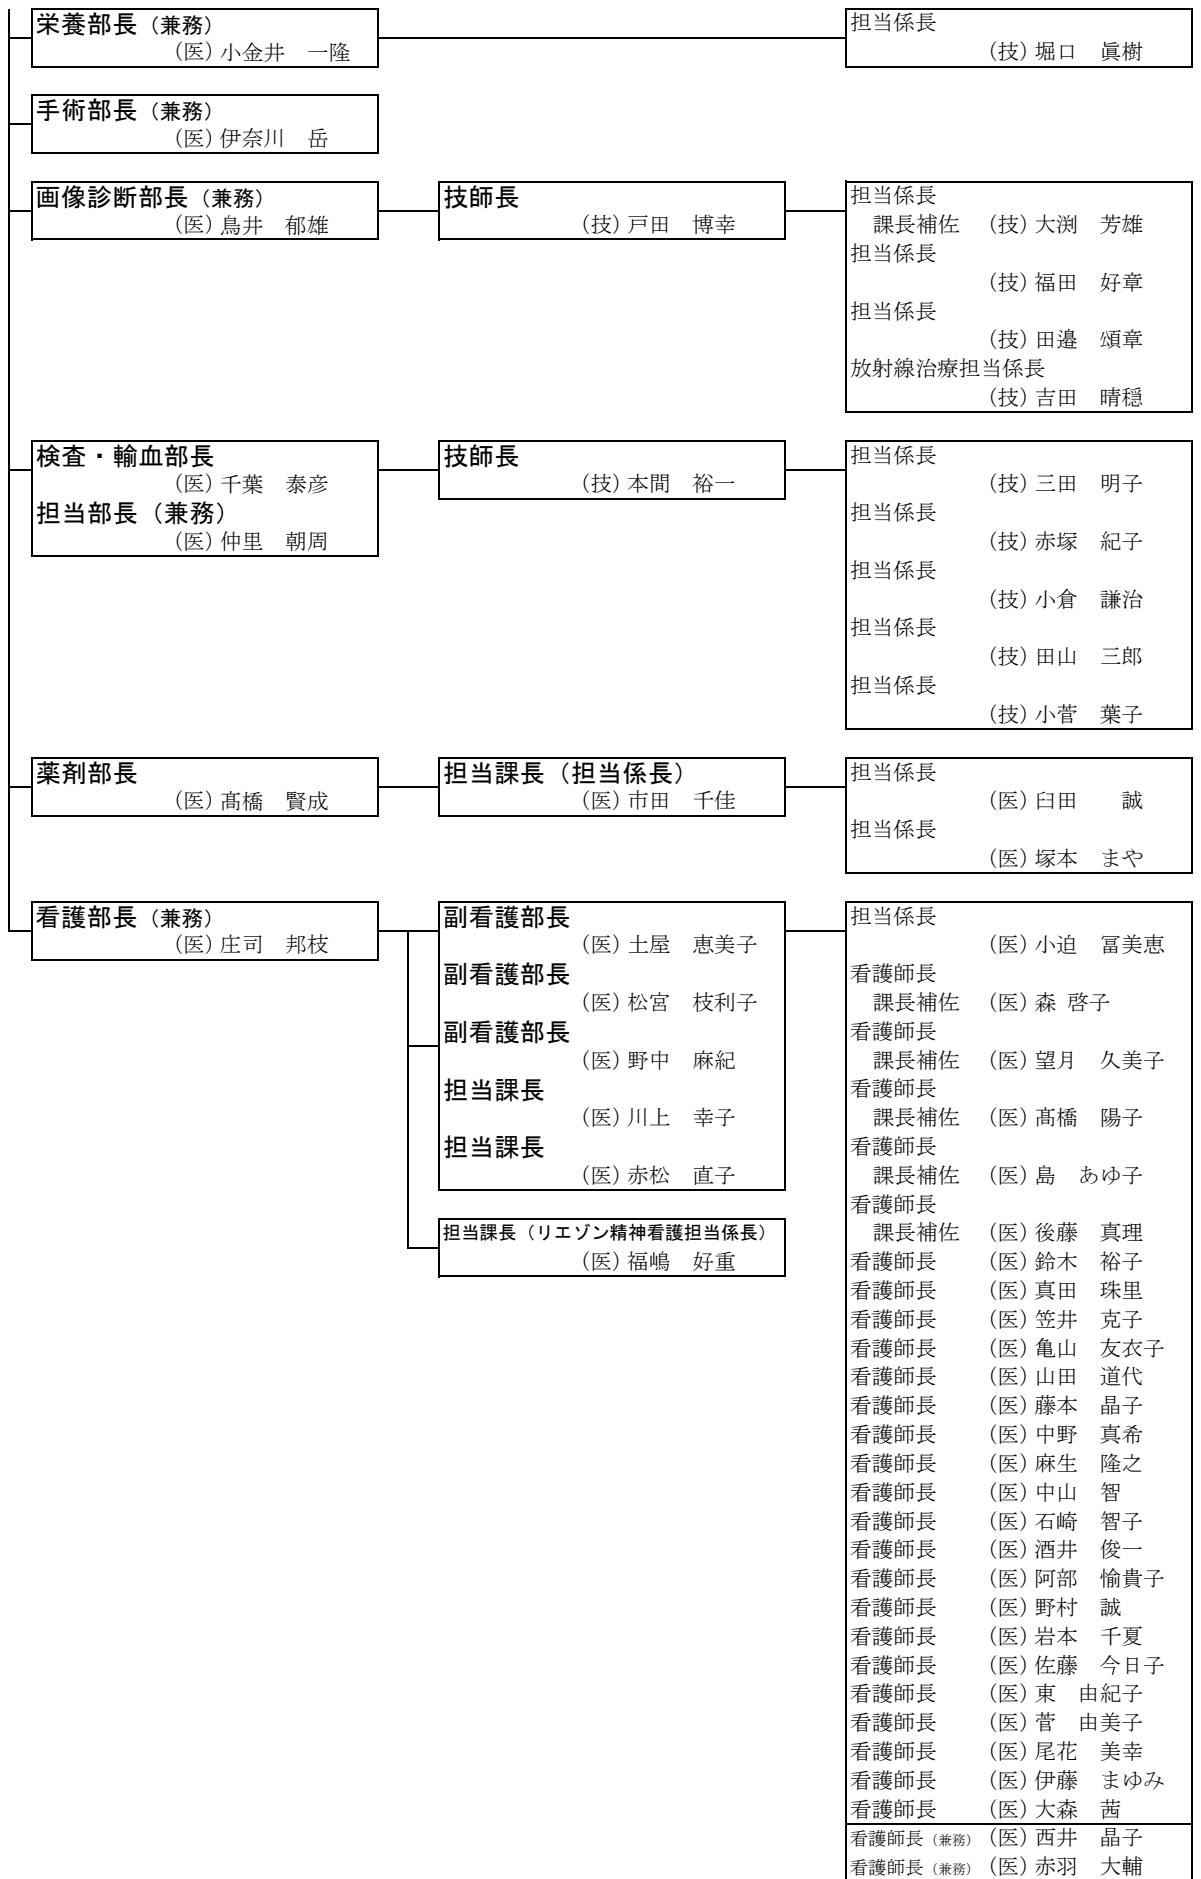 栄養部長（兼務）
(医) 小金井　一隆
担当係長
(技) 堀口　眞樹
手術部長（兼務）
(医) 伊奈川　岳
画像診断部長（兼務）
(医) 鳥井　郁雄
技師長
(技) 戸田　博幸
担当係長
課長補佐　(技) 大渕　芳雄
担当係長
(技) 福田　好章
担当係長
(技) 田邉　頌章
放射線治療担当係長
(技) 吉田　晴穏
検査・輸血部長
(医) 千葉　泰彦
担当部長（兼務）
(医) 仲里　朝周
技師長
(技) 本間　裕一
担当係長
(技) 三田　明子
担当係長
(技) 赤塚　紀子
担当係長
(技) 小倉　謙治
担当係長
(技) 田山　三郎
担当係長
(技) 小菅　葉子
薬剤部長
(医) 髙橋　賢成
担当課長（担当係長）
(医) 市田　千佳
担当係長
(医) 臼田　　誠
担当係長
(医) 塚本　まや
看護部長（兼務）
(医) 庄司　邦枝
副看護部長
(医) 土屋　恵美子
副看護部長
(医) 松宮　枝利子
副看護部長
(医) 野中　麻紀
担当課長
(医) 川上　幸子
担当課長
(医) 赤松　直子
担当課長（リエゾン精神看護担当係長）
(医) 福嶋　好重
担当係長
(医) 小迫　冨美恵
看護師長
課長補佐　(医) 森 啓子
看護師長
課長補佐　(医) 望月　久美子
看護師長
課長補佐　(医) 髙橋　陽子
看護師長
課長補佐　(医) 島　あゆ子
看護師長
課長補佐　(医) 後藤　真理
看護師長　(医) 鈴木　裕子
看護師長　(医) 真田　珠里
看護師長　(医) 笠井　克子
看護師長　(医) 亀山　友衣子
看護師長　(医) 山田　道代
看護師長　(医) 藤本　晶子
看護師長　(医) 中野　真希
看護師長　(医) 麻生　隆之
看護師長　(医) 中山　智
看護師長　(医) 石崎　智子
看護師長　(医) 酒井　俊一
看護師長　(医) 阿部　愉貴子
看護師長　(医) 野村　誠
看護師長　(医) 岩本　千夏
看護師長　(医) 佐藤　今日子
看護師長　(医) 東　由紀子
看護師長　(医) 菅　由美子
看護師長　(医) 尾花　美幸
看護師長　(医) 伊藤　まゆみ
看護師長　(医) 大森　茜
看護師長（兼務）(医) 西井　晶子
看護師長（兼務）(医) 赤羽　大輔